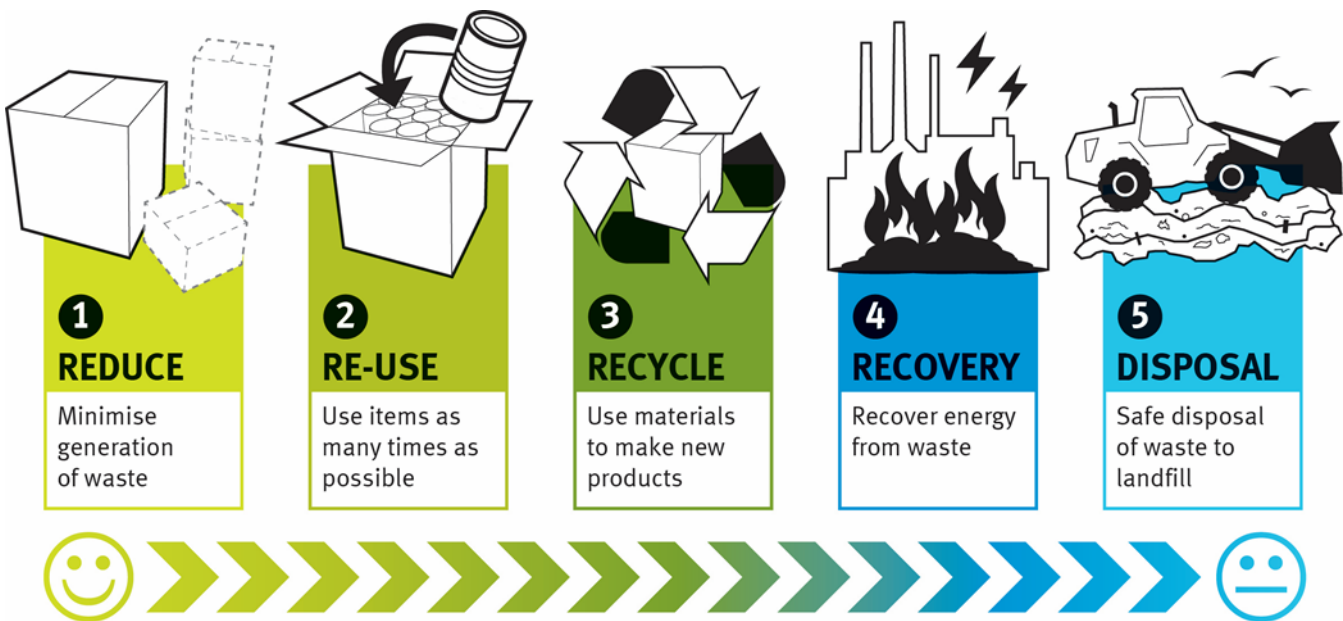 1
REDUCE
Minimise
generation
of waste
2
RE-USE
Use items as
many times as
possible
3
RECYCLE
Use materials
to make new
products
4
RECOVERY
Recover energy
from waste
5
DISPOSAL
Safe disposal
of waste to
landfill